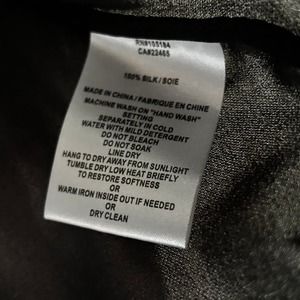 RN#105184
CA#23465
100% SILK / SOIE
MADE IN CHINA / FABRIQUE EN CHINE
MACHINE WASH ON "HAND WASH"
SETTING
SEPARATELY IN COLD
WATER WITH MILD DETERGENT
DO NOT BLEACH
DO NOT SOAK
LINE DRY
HANG TO DRY AWAY FROM SUNLIGHT
TUMBLE DRY LOW HEAT BRIEFLY
TO RESTORE SOFTNESS
OR
WARM IRON INSIDE OUT IF NEEDED
OR
DRY CLEAN